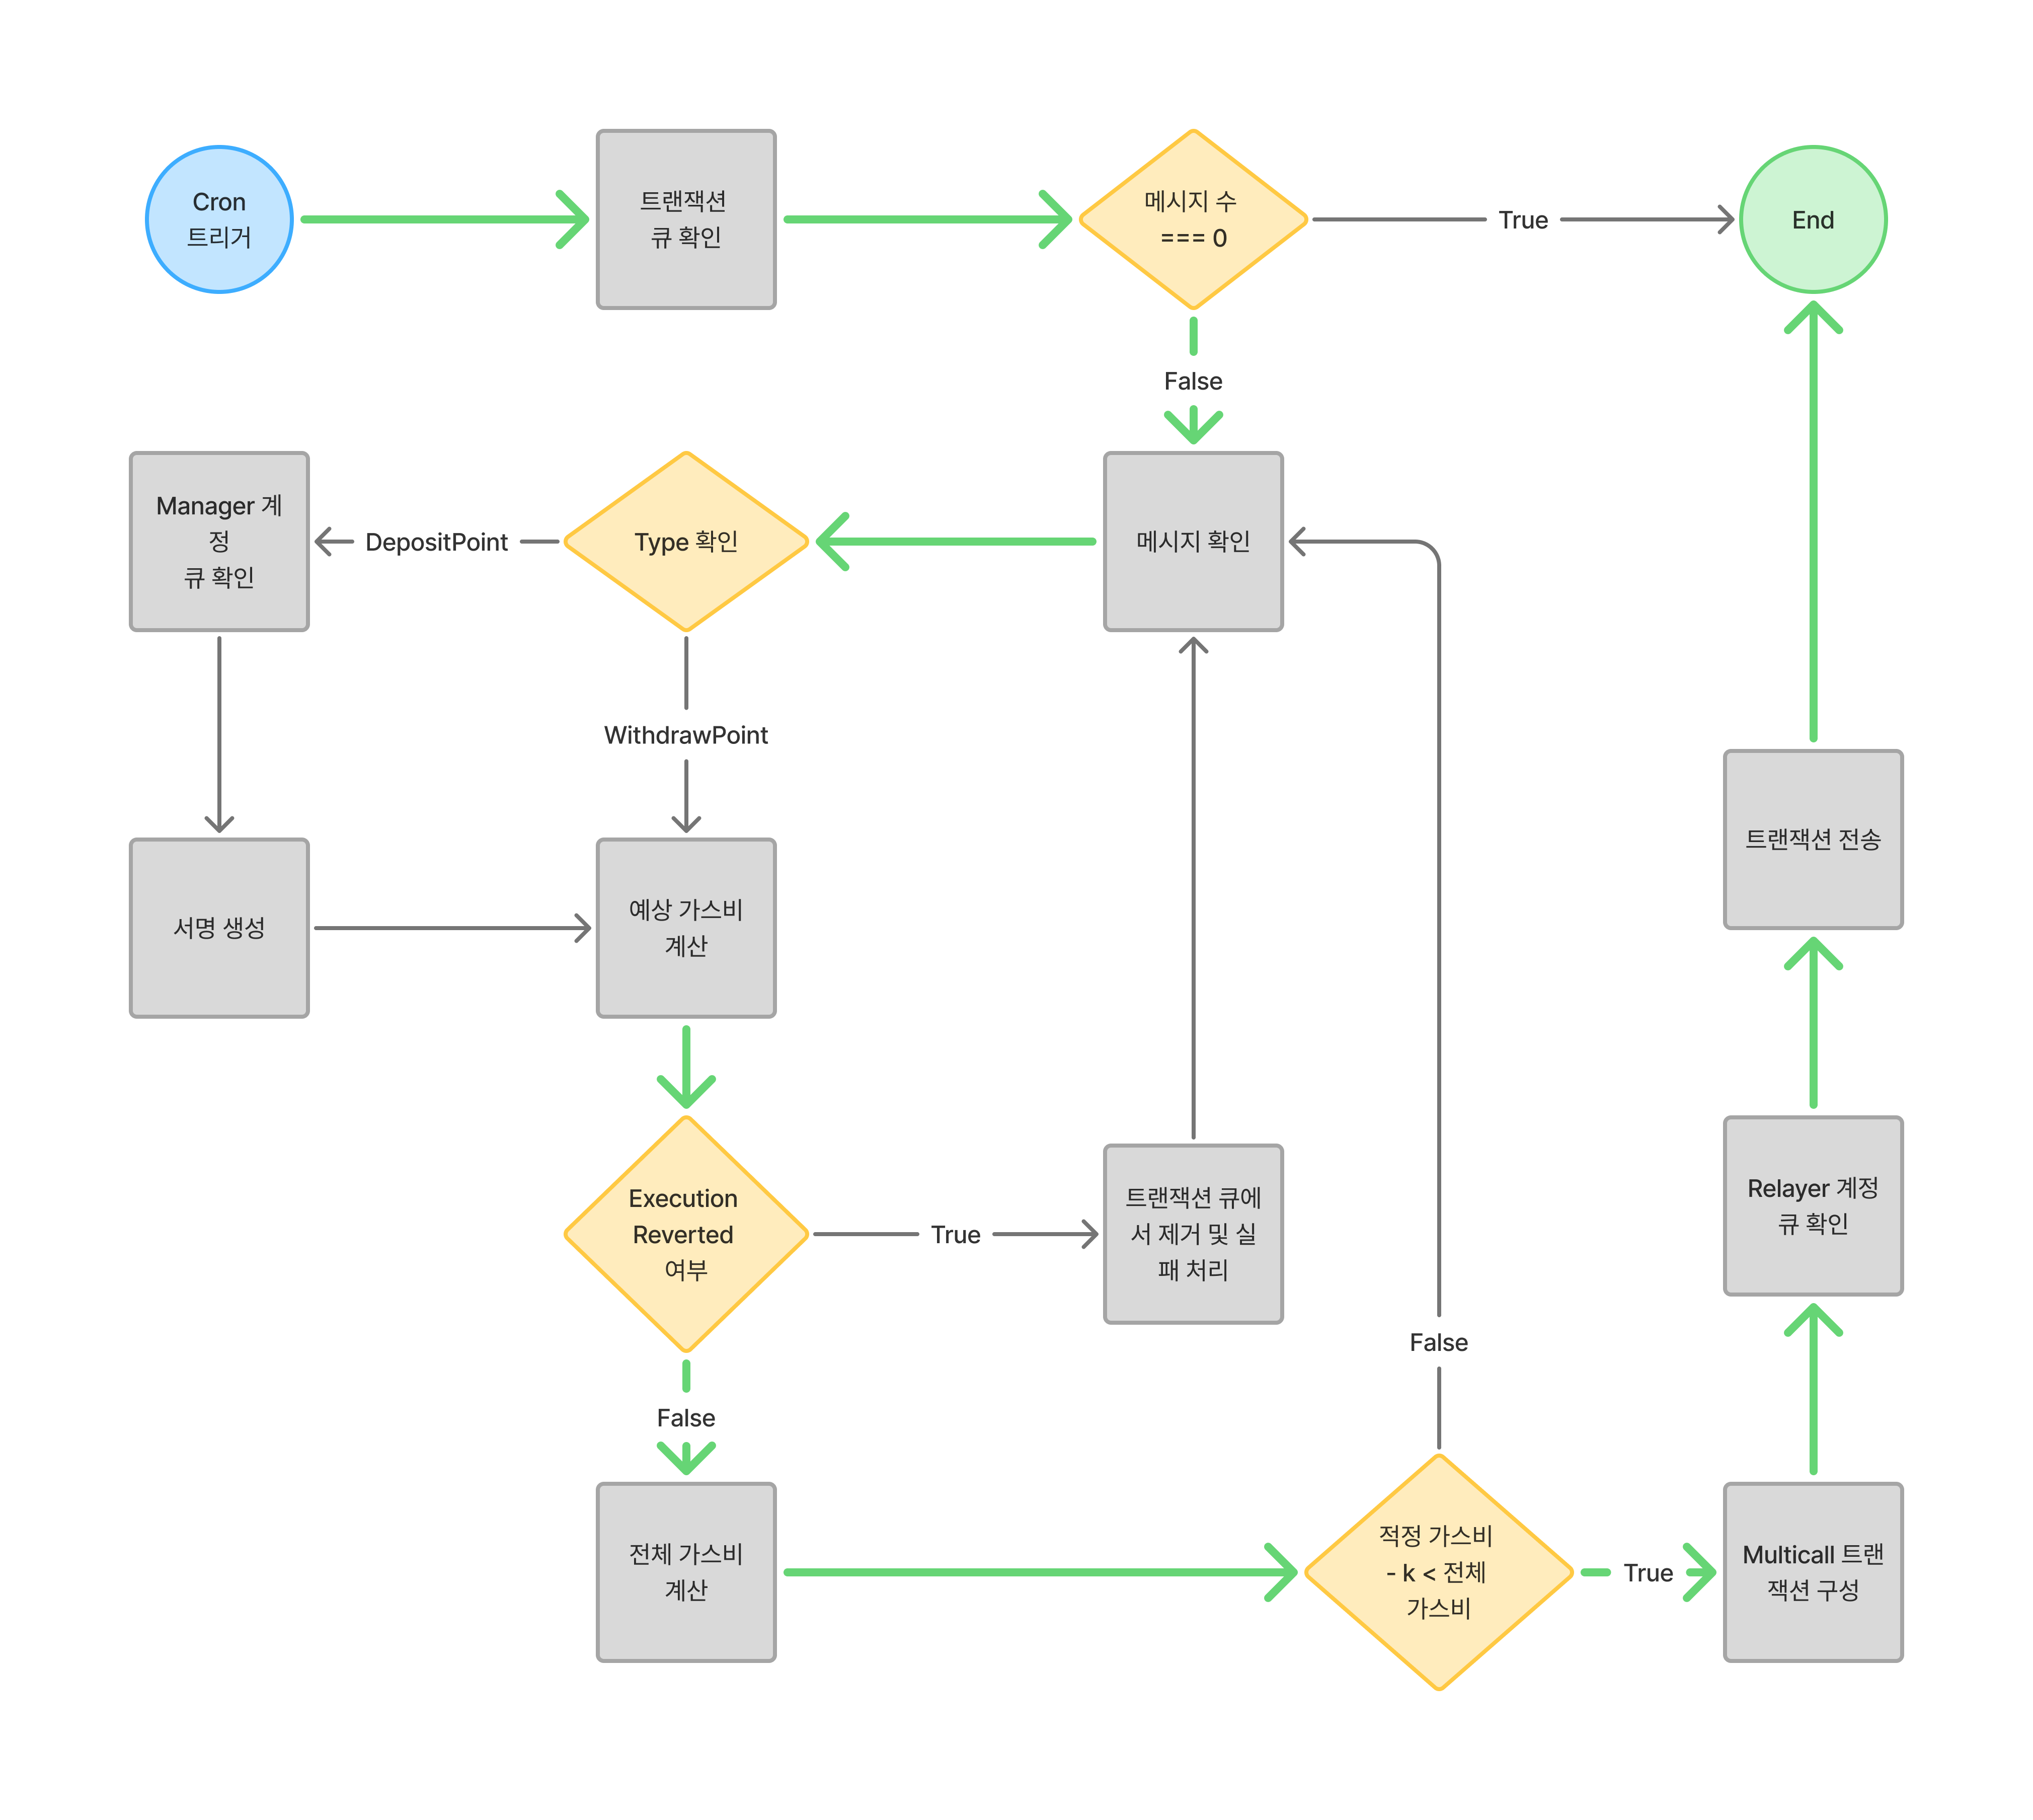 Cron
트리거
트랜잭션
큐 확인
메시지 수
=== 0
True
End
False
Manager 계
정
큐 확인
DepositPoint
Type 확인
메시지 확인
WithdrawPoint
서명 생성
예상 가스비
계산
트랜잭션 전송
Execution
Reverted
여부
True
트랜잭션 큐에
서 제거 및 실
패 처리
Relayer 계정
큐 확인
False
False
전체 가스비
계산
적정 가스비
- k < 전체
가스비
True
Multicall 트랜
잭션 구성